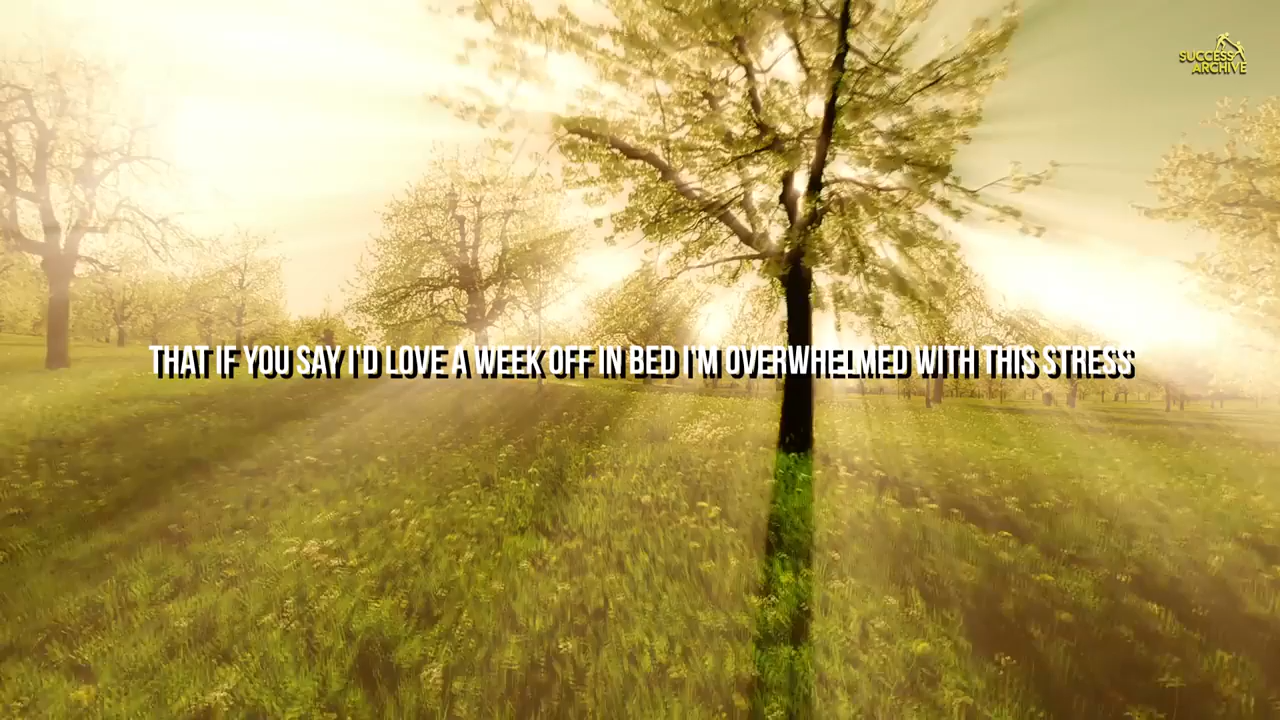 SUCCESS
ARCHIVE
THAT IF YOU SAY I'D LOVE A WEEK OFF IN BED I'M OVERWHELMED WITH THIS STRESS